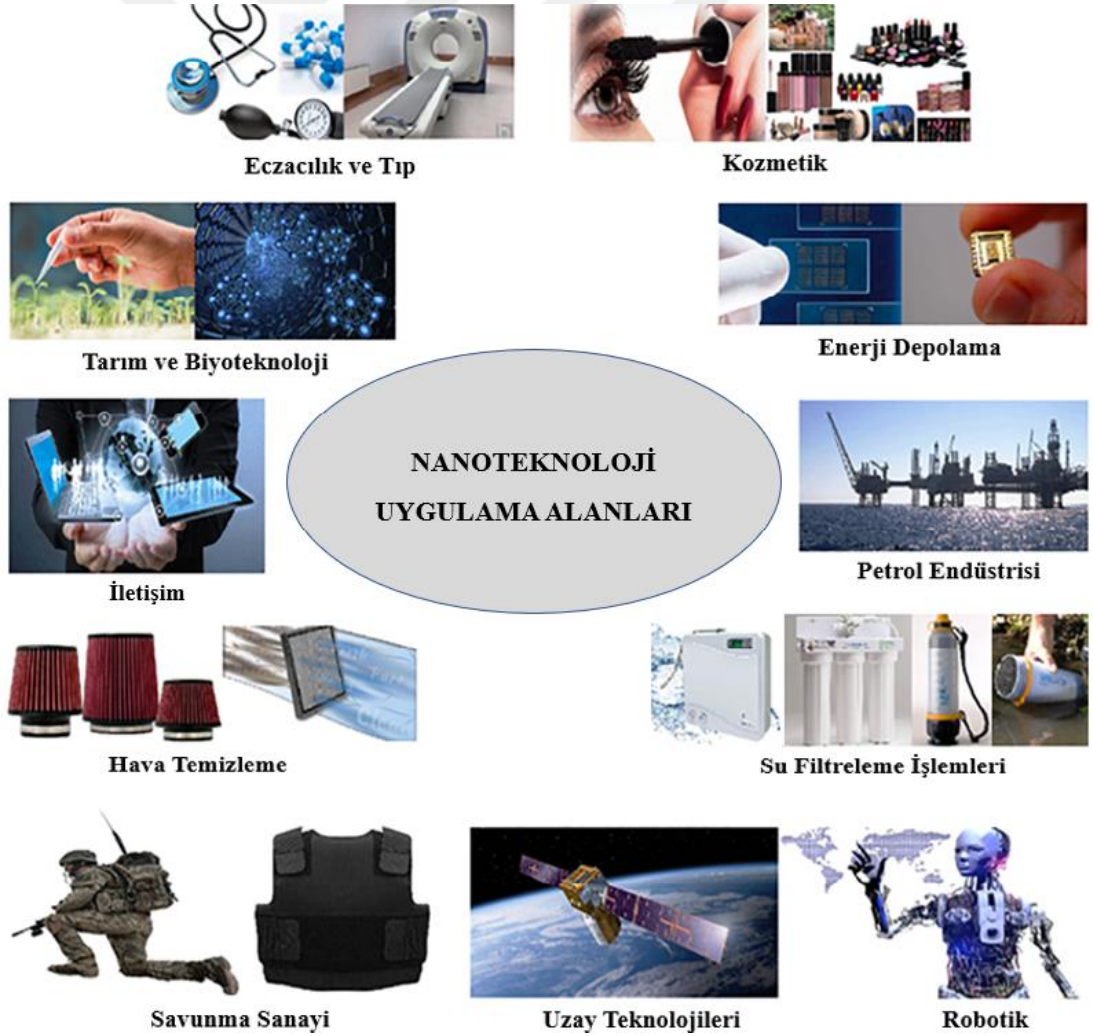 Eczacılık ve Tıp
Kozmetik
Tarım ve Biyoteknoloji
Enerji Depolama
NANOTEKNOLOJİ
UYGULAMA ALANLARI
İletişim
Petrol Endüstrisi
Hava Temizleme
Su Filtreleme İşlemleri
Savunma Sanayi
Uzay Teknolojileri
Robotik